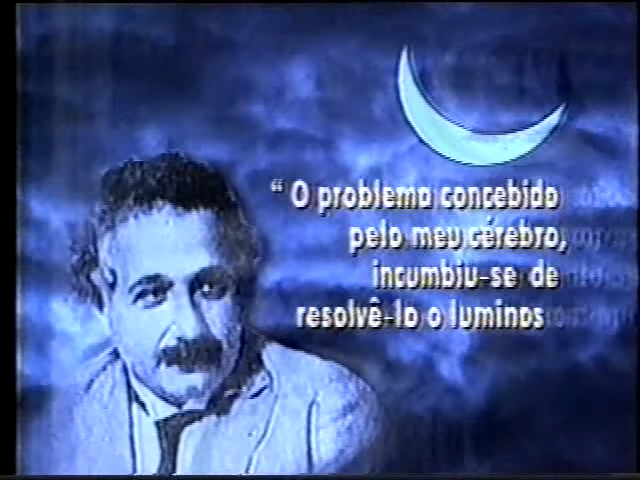 “ O problema concebido
pelo meu cérebro,
incumbiu-se de
resolvê-lo o luminos